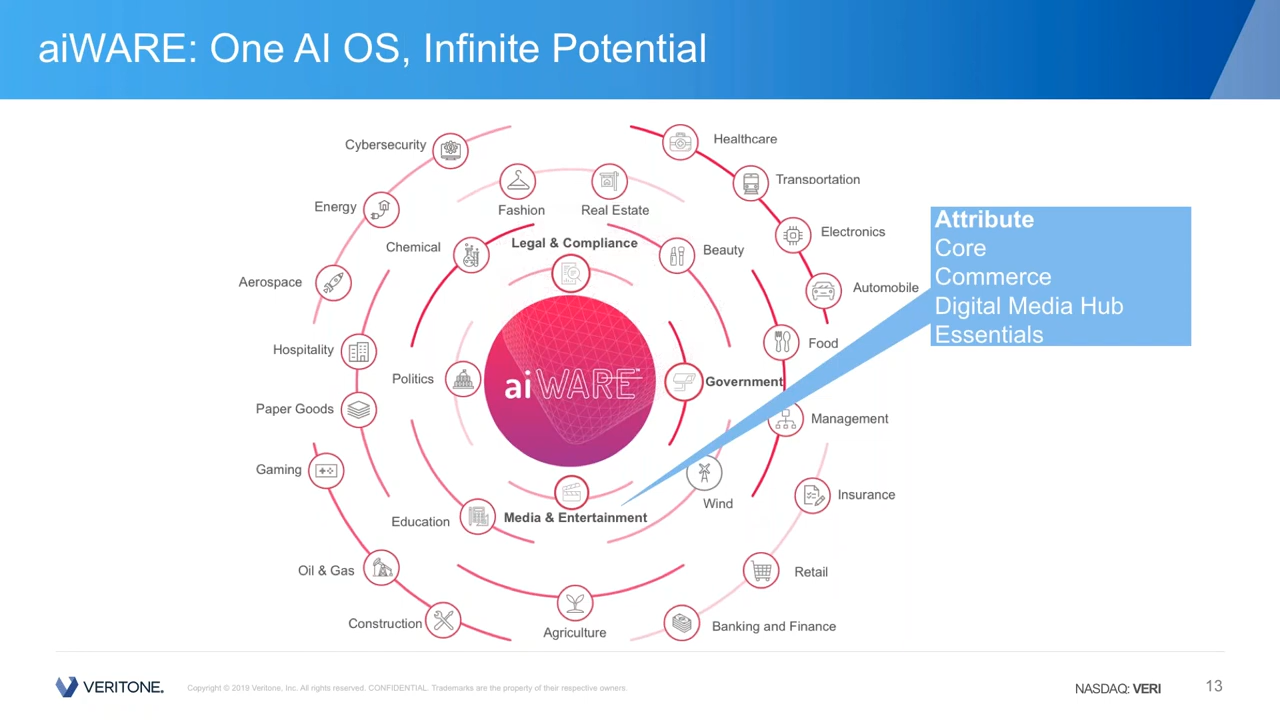 aiWARE: One AI OS, Infinite Potential
Cybersecurity
Healthcare
Transportation
Energy
Fashion
Real Estate
Electronics
Chemical
Legal & Compliance
Beauty
Aerospace
Automobile
Attribute
Core
Commerce
Digital Media Hub
Essentials
Hospitality
Food
Politics
aiWARE™
Government
Paper Goods
Management
Gaming
Wind
Insurance
Education
Media & Entertainment
Oil & Gas
Retail
Construction
Agriculture
Banking and Finance
VERITONE.
Copyright © 2019 Veritone, Inc. All rights reserved. CONFIDENTIAL. Trademarks are the property of their respective owners.
NASDAQ: VERI
13